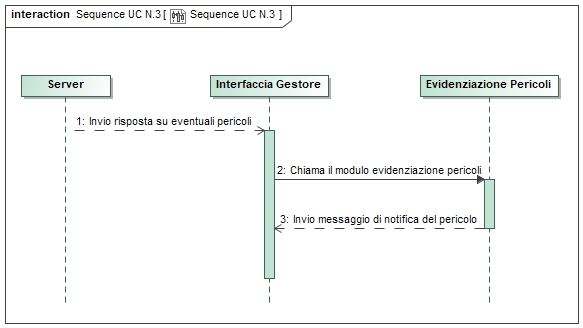 interaction Sequence UC N.3 [ Sequence UC N.3 ]
Server
Interfaccia Gestore
Evidenziazione Pericoli
1: Invio risposta su eventuali pericoli
2: Chiama il modulo evidenziazione pericoli
3: Invio messaggio di notifica del pericolo